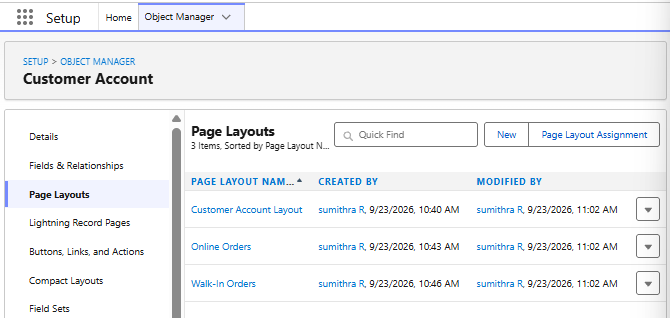 Setup Home Object Manager
SETUP > OBJECT MANAGER
Customer Account
Details
Fields & Relationships
Page Layouts
Lightning Record Pages
Buttons, Links, and Actions
Compact Layouts
Field Sets
Page Layouts
3 Items, Sorted by Page Layout N...
Quick Find
New
Page Layout Assignment
PAGE LAYOUT NAM... CREATED BY MODIFIED BY
Customer Account Layout sumithra R, 9/23/2026, 10:40 AM sumithra R, 9/23/2026, 11:02 AM
Online Orders sumithra R, 9/23/2026, 10:43 AM sumithra R, 9/23/2026, 11:02 AM
Walk-In Orders sumithra R, 9/23/2026, 10:46 AM sumithra R, 9/23/2026, 11:02 AM